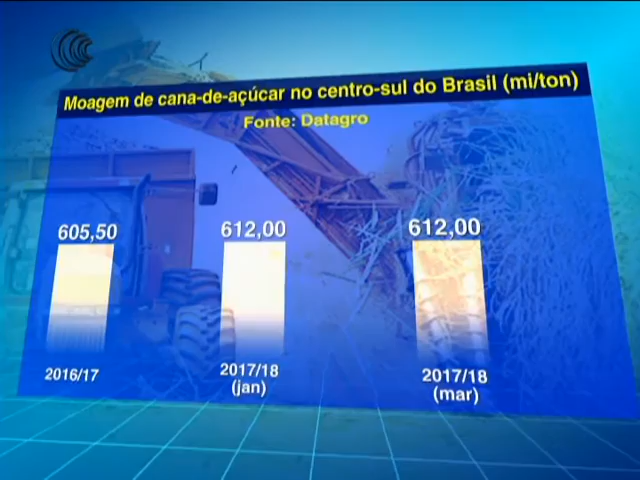 Moagem de cana-de-açúcar no centro-sul do Brasil (mi/ton)
Fonte: Datagro
605,50
612,00
612,00
2016/17
2017/18
(jan)
2017/18
(mar)